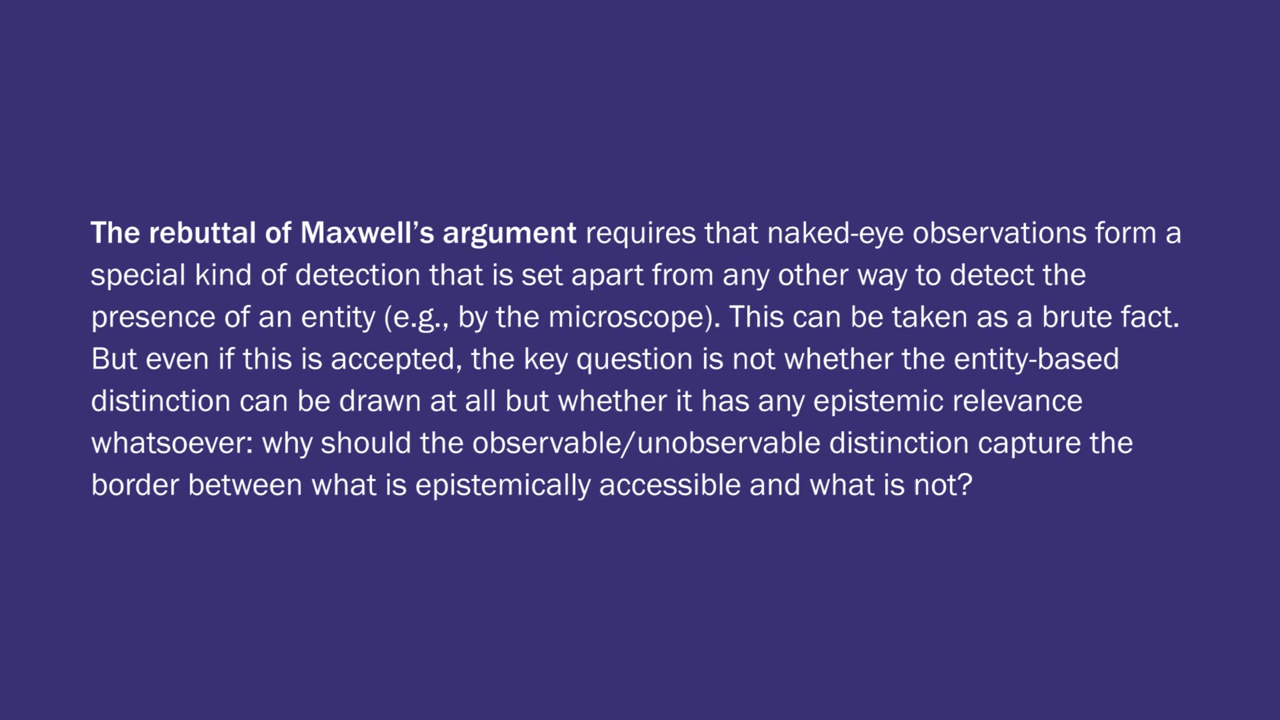 The rebuttal of Maxwell’s argument requires that naked-eye observations form a
special kind of detection that is set apart from any other way to detect the
presence of an entity (e.g., by the microscope). This can be taken as a brute fact.
But even if this is accepted, the key question is not whether the entity-based
distinction can be drawn at all but whether it has any epistemic relevance
whatsoever: why should the observable/unobservable distinction capture the
border between what is epistemically accessible and what is not?